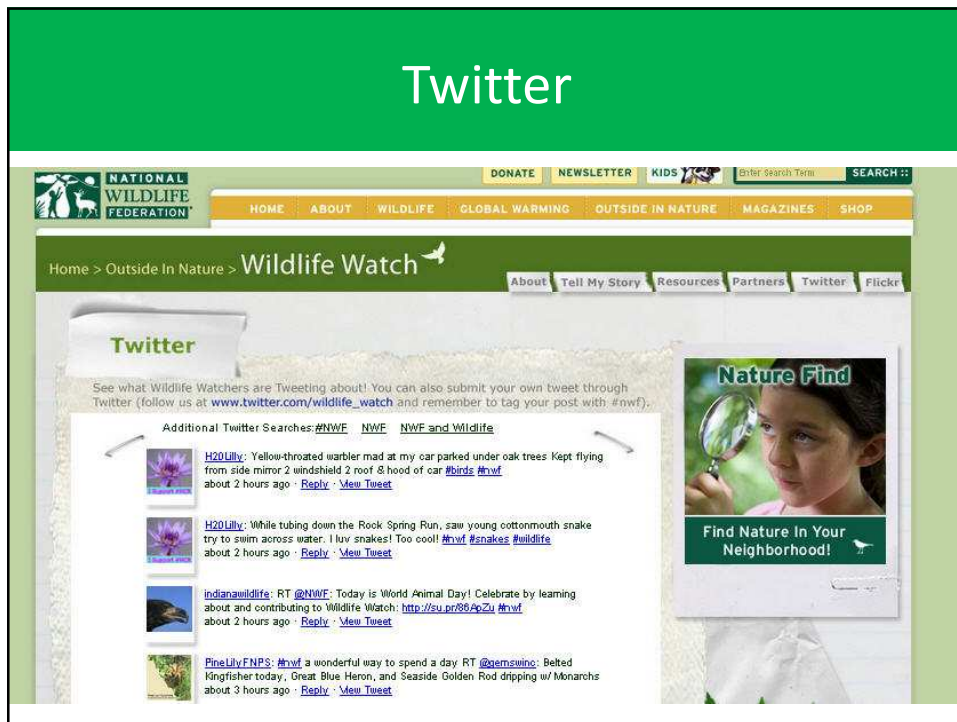 Twitter
NATIONAL
WILDLIFE
FEDERATION
DONATE NEWSLETTER KIDS Enter Search Term SEARCH ::
HOME ABOUT WILDLIFE GLOBAL WARMING OUTSIDE IN NATURE MAGAZINES SHOP
Home > Outside In Nature > Wildlife Watch
About Tell My Story Resources Partners Twitter Flickr
Twitter
See what Wildlife Watchers are Tweeting about! You can also submit your own tweet through
Twitter (follow us at www.twitter.com/wildlife_watch and remember to tag your post with #nwf).
Additional Twitter Searches:#NWF NWF NWF and Wildlife
H20Lilly: Yellow-throated warbler mad at my car parked under oak trees Kept flying
from side mirror 2 windshield 2 roof & hood of car #birds #nwf
about 2 hours ago · Reply · View Tweet
H20Lilly: While tubing down the Rock Spring Run, saw young cottonmouth snake
try to swim across water. I luv snakes! Too cool! #nwf #snakes #wildlife
about 2 hours ago · Reply · View Tweet
indianawildlife: RT @NWF: Today is World Animal Day! Celebrate by learning
about and contributing to Wildlife Watch: http://su.pr/86ApZu #nwf
about 2 hours ago · Reply · View Tweet
PineLilyFNPS: #nwf a wonderful way to spend a day RT @gemswinc: Belted
Kingfisher today, Great Blue Heron, and Seaside Golden Rod dripping w/ Monarchs
about 3 hours ago · Reply · View Tweet
Nature Find
Find Nature In Your
Neighborhood!